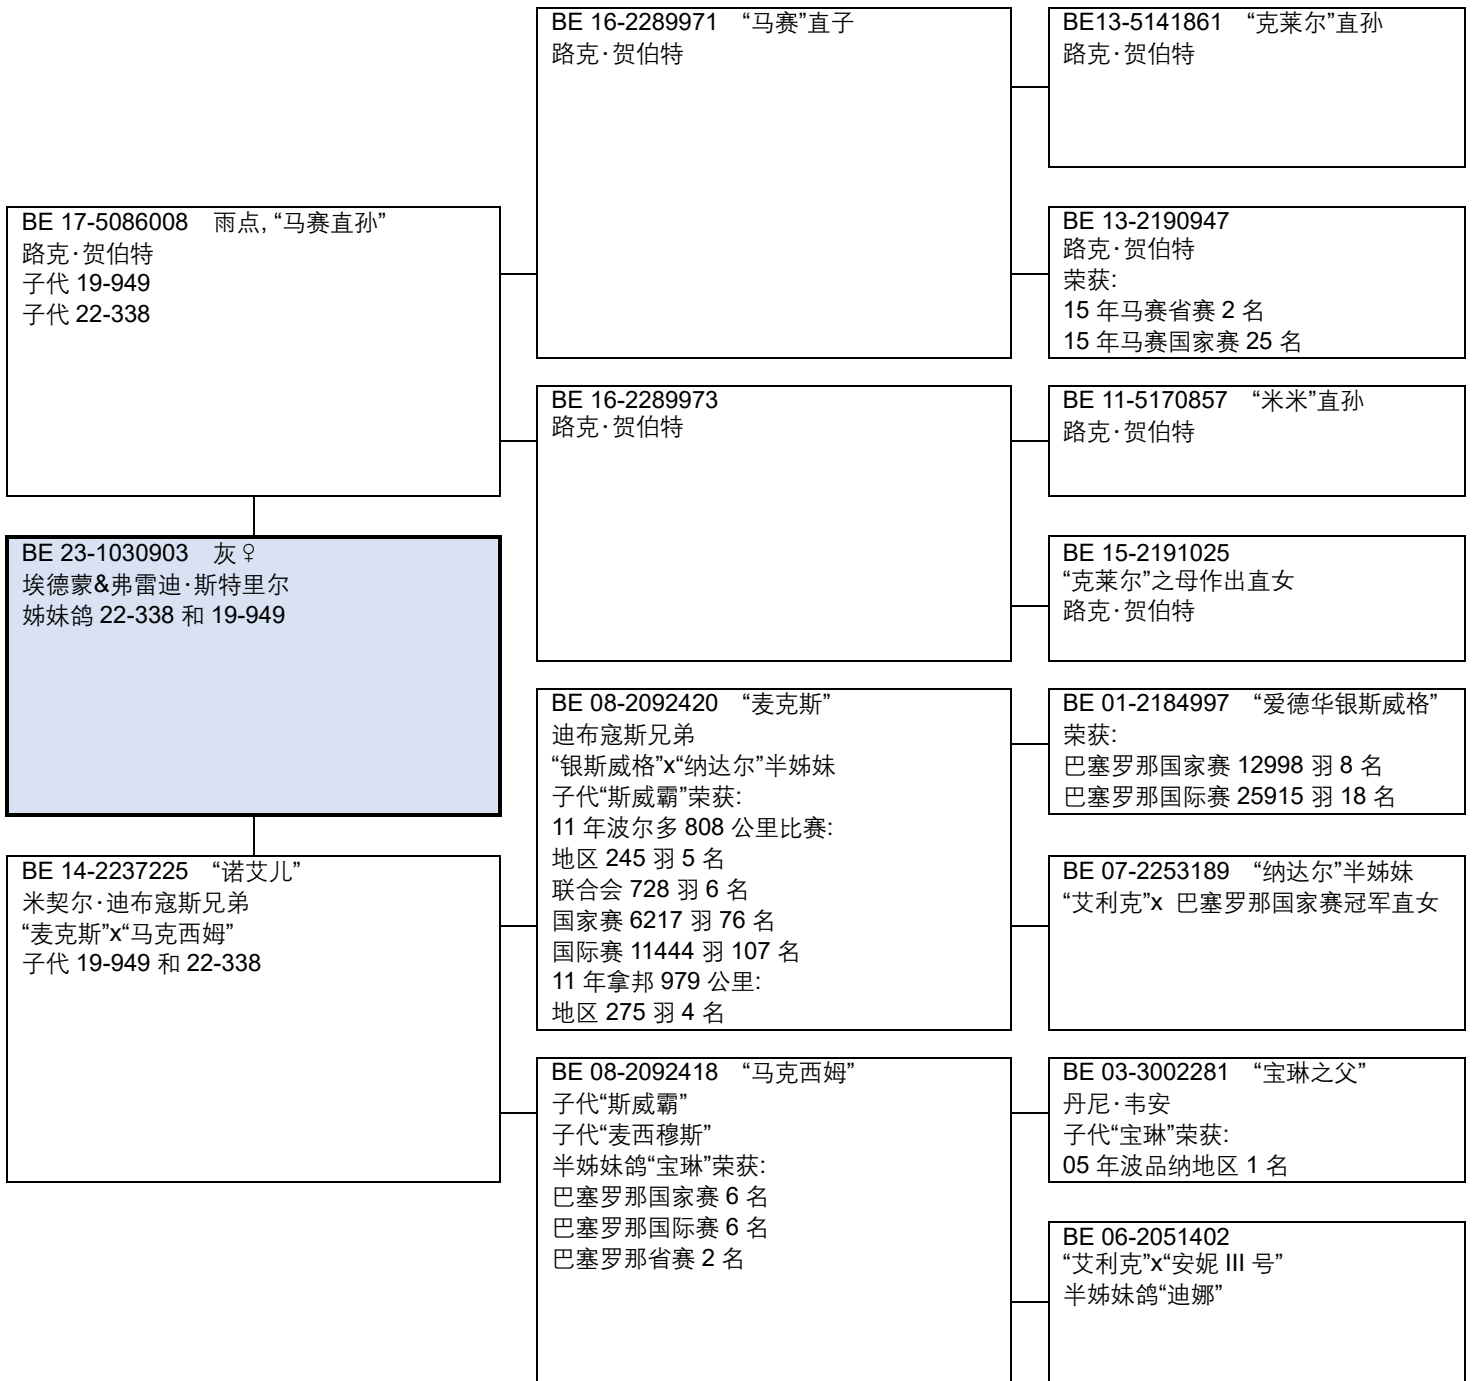 BE 16-2289971 “马赛”直子
路克·贺伯特
BE13-5141861 “克莱尔”直孙
路克·贺伯特
BE 17-5086008 雨点, “马赛直孙”
路克·贺伯特
子代 19-949
子代 22-338
BE 13-2190947
路克·贺伯特
荣获:
15 年马赛省赛 2 名
15 年马赛国家赛 25 名
BE 16-2289973
路克·贺伯特
BE 11-5170857 “米米”直孙
路克·贺伯特
BE 23-1030903 灰♀
埃德蒙&弗雷迪·斯特里尔
姊妹鸽 22-338 和 19-949
BE 15-2191025
“克莱尔”之母作出直女
路克·贺伯特
BE 08-2092420 “麦克斯”
迪布寇斯兄弟
“银斯威格”x“纳达尔”半姊妹
子代“斯威霸”荣获:
11 年波尔多 808 公里比赛:
地区 245 羽 5 名
联合会 728 羽 6 名
国家赛 6217 羽 76 名
国际赛 11444 羽 107 名
11 年拿邦 979 公里:
地区 275 羽 4 名
BE 01-2184997 “爱德华银斯威格”
荣获:
巴塞罗那国家赛 12998 羽 8 名
巴塞罗那国际赛 25915 羽 18 名
BE 14-2237225 “诺艾儿”
米契尔·迪布寇斯兄弟
“麦克斯”x“马克西姆”
子代 19-949 和 22-338
BE 07-2253189 “纳达尔”半姊妹
“艾利克”x 巴塞罗那国家赛冠军直女
BE 08-2092418 “马克西姆”
子代“斯威霸”
子代“麦西穆斯”
半姊妹鸽“宝琳”荣获:
巴塞罗那国家赛 6 名
巴塞罗那国际赛 6 名
巴塞罗那省赛 2 名
BE 03-3002281 “宝琳之父”
丹尼·韦安
子代“宝琳”荣获:
05 年波品纳地区 1 名
BE 06-2051402
“艾利克”x“安妮 III 号”
半姊妹鸽“迪娜”